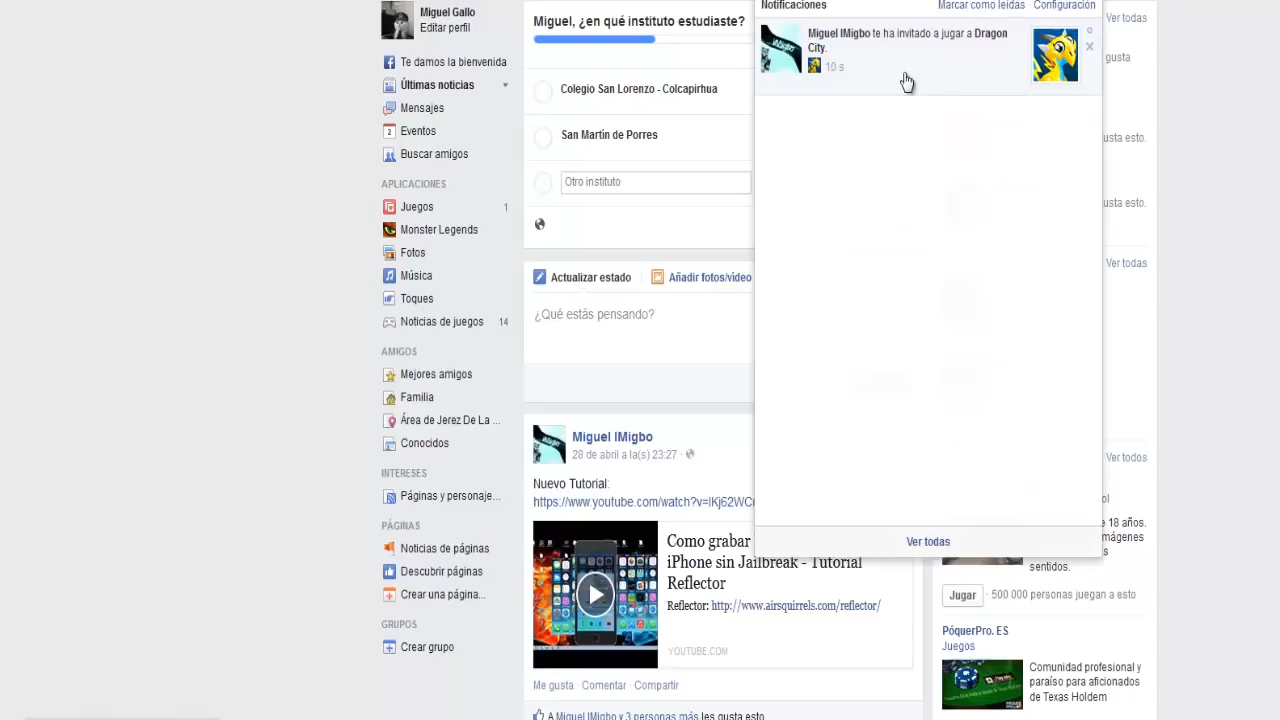 Miguel Gallo
Editar perfil
Te damos la bienvenida
Últimas noticias
Mensajes
2
Eventos
Buscar amigos
APLICACIONES
Juegos 1
Monster Legends
Fotos
Música
Toques
Noticias de juegos 14
AMIGOS
Mejores amigos
Familia
Área de Jerez De La ...
Conocidos
INTERESES
Páginas y personaje...
PÁGINAS
Noticias de páginas
Descubrir páginas
Crear una página...
GRUPOS
Crear grupo
Miguel, ¿en qué instituto estudiaste?
Colegio San Lorenzo - Colcapirhua
San Martín de Porres
Otro instituto
Actualizar estado
Añadir fotos/vídeo
¿Qué estás pensando?
Miguel IMigbo
28 de abril a la(s) 23:27 ·
Nuevo Tutorial:
https://www.youtube.com/watch?v=lKj62WC
Como grabar
iPhone sin Jailbreak - Tutorial
Reflector
Reflector: http://www.airsquirrels.com/reflector/
YOUTUBE.COM
Me gusta · Comentar · Compartir
A Miguel IMigbo y 3 personas más les gusta esto.
Notificaciones
Marcar como leídas · Configuración
Miguel IMigbo te ha invitado a jugar a Dragon
City.
10 s
Ver todas
Ver todas
gusta
usta esto.
usta esto.
Ver todas
Ver todos
ol
e 18 años.
mágenes
s
sentidos.
Jugar · 500 000 personas juegan a esto
PóquerPro. ES
Juegos
Comunidad profesional y
paraíso para aficionados
de Texas Holdem